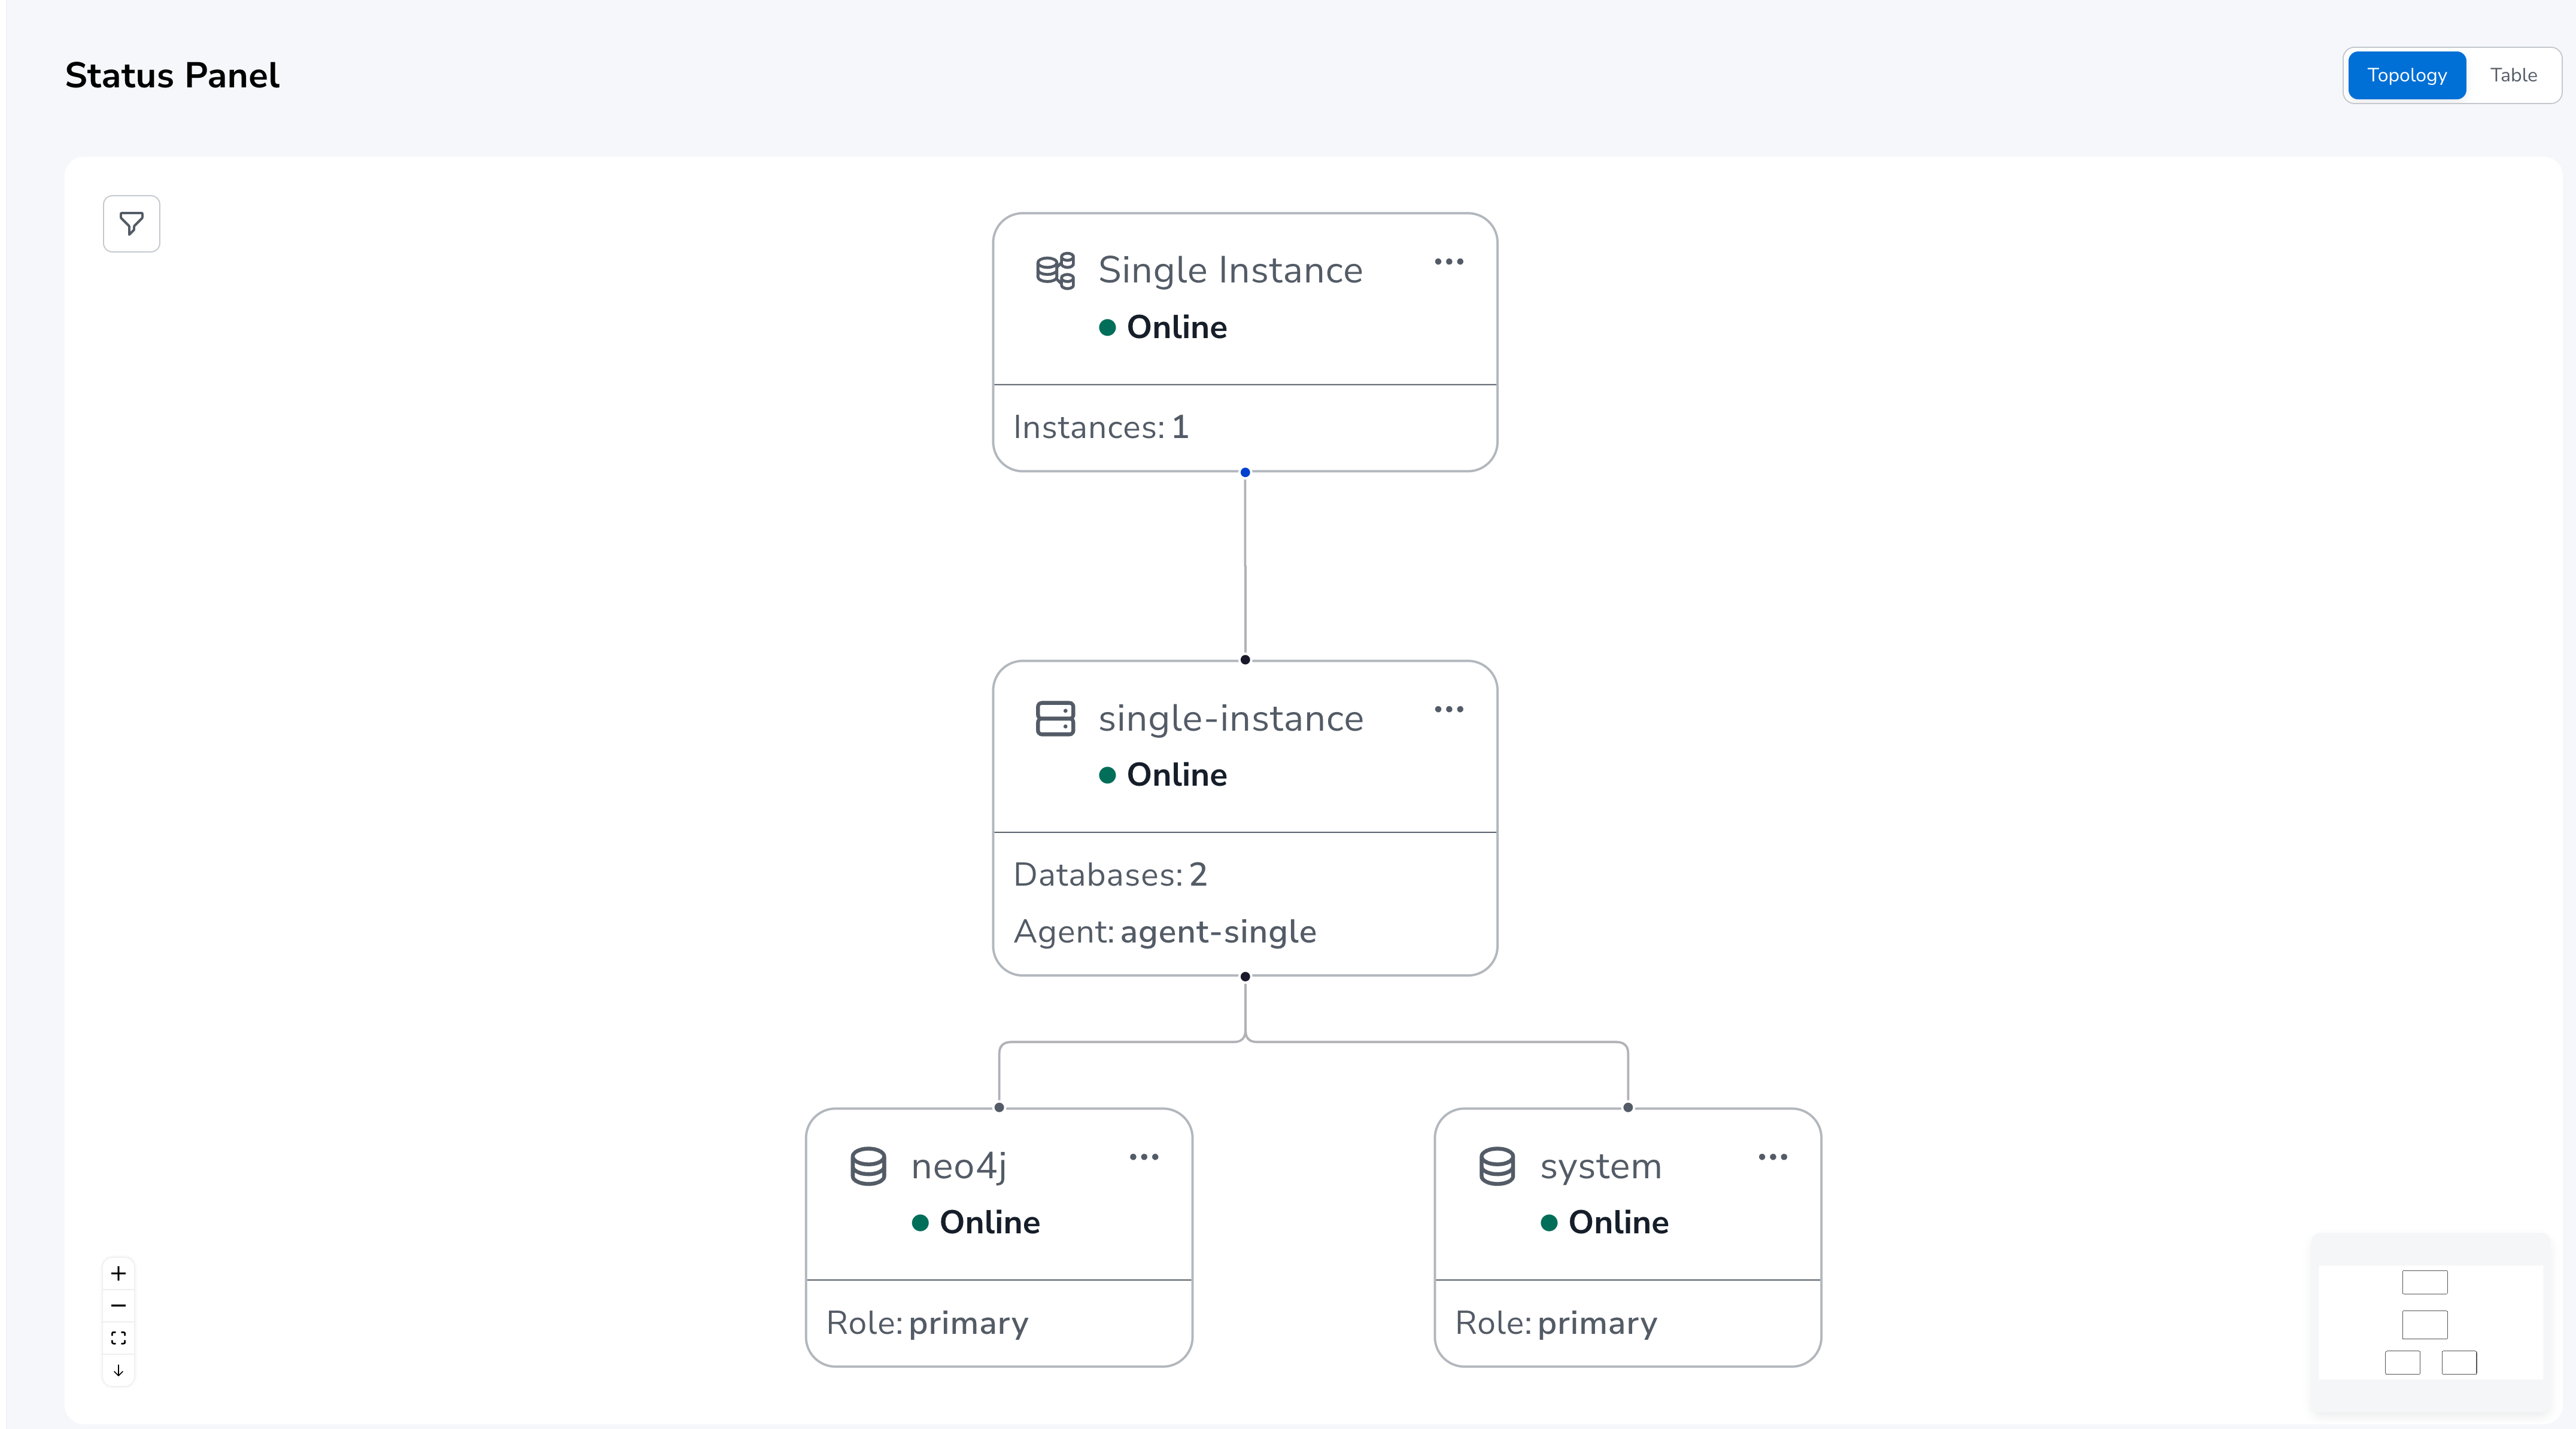 Status Panel
Topology
Table
Single Instance
Online
Instances: 1
single-instance
Online
Databases: 2
Agent: agent-single
neo4j
Online
Role: primary
system
Online
Role: primary